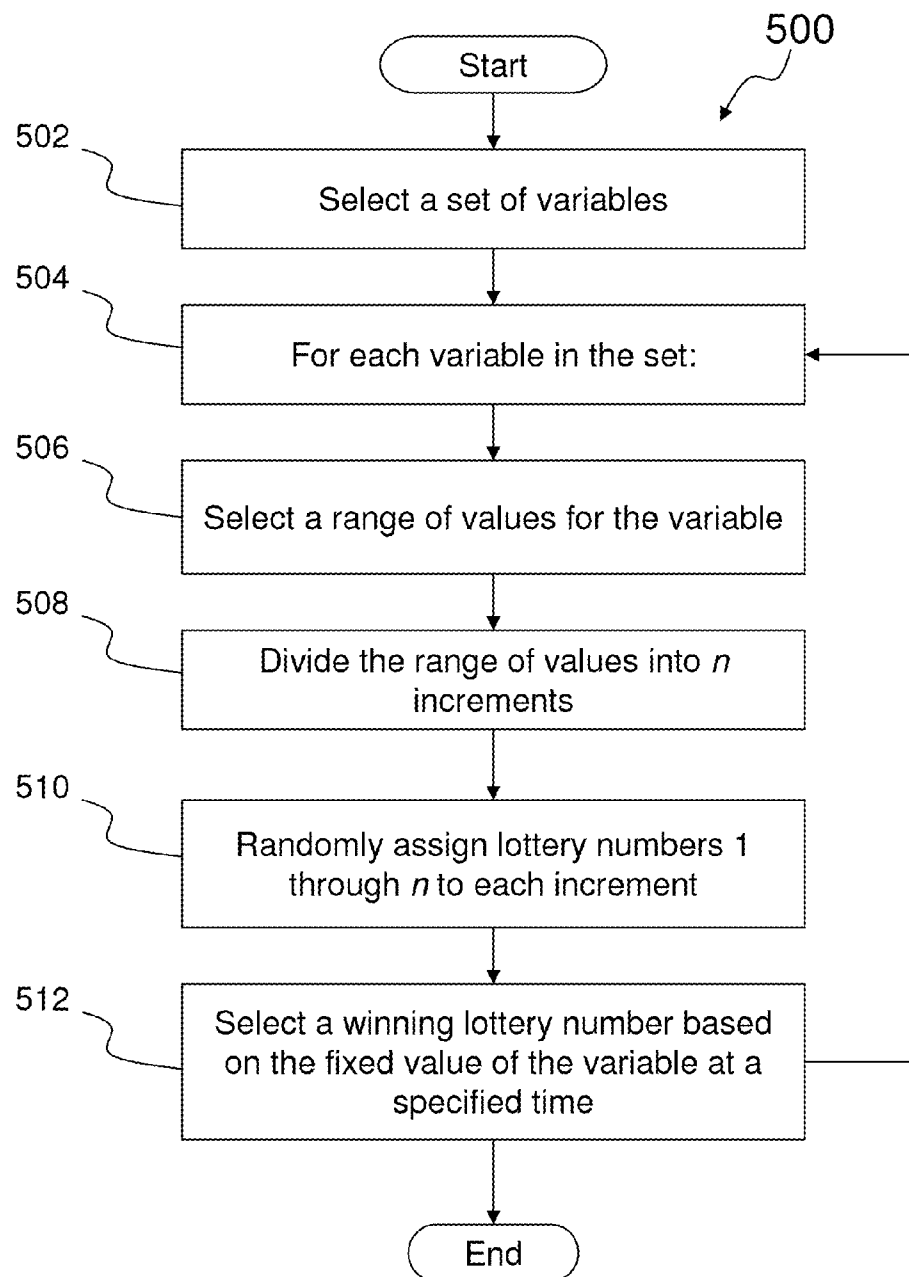 500
Start
502
Select a set of variables
504
For each variable in the set:
506
Select a range of values for the variable
508
Divide the range of values into n
increments
510
Randomly assign lottery numbers 1
through n to each increment
512
Select a winning lottery number based
on the fixed value of the variable at a
specified time
End